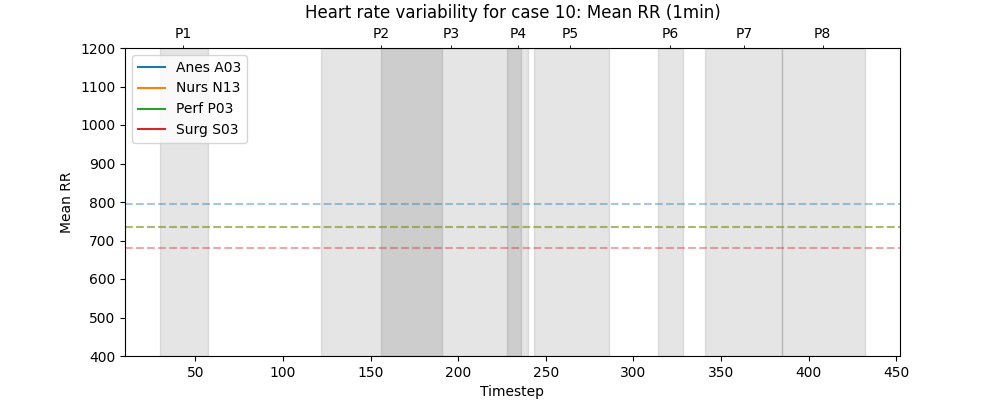 Heart rate variability for case 10: Mean RR (1min)
P1 P2 P3 P4 P5 P6 P7 P8
1200
1100
1000
900
800
700
600
500
400
Mean RR
Anes A03
Nurs N13
Perf P03
Surg S03
50 100 150 200 250 300 350 400 450
Timestep